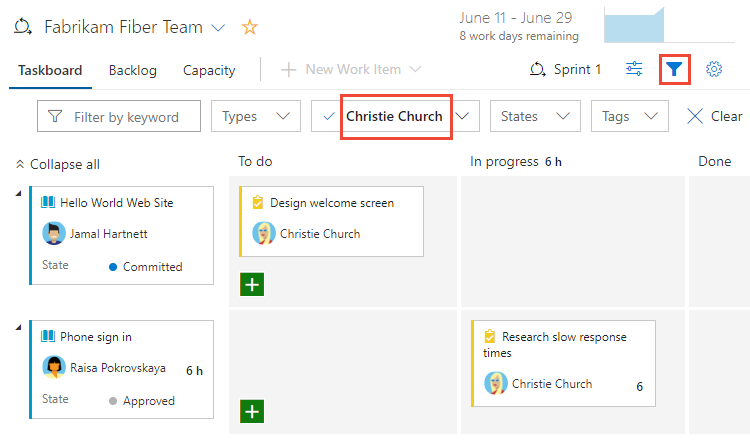 Fabrikam Fiber Team
June 11 - June 29
8 work days remaining
Taskboard Backlog Capacity New Work Item Sprint 1
Filter by keyword Types Christie Church States Tags Clear
Collapse all To do In progress 6 h Done
Hello World Web Site
Jamal Hartnett
State Committed
Design welcome screen
Christie Church
Phone sign in
Raisa Pokrovskaya 6 h
State Approved
Research slow response
times
Christie Church 6